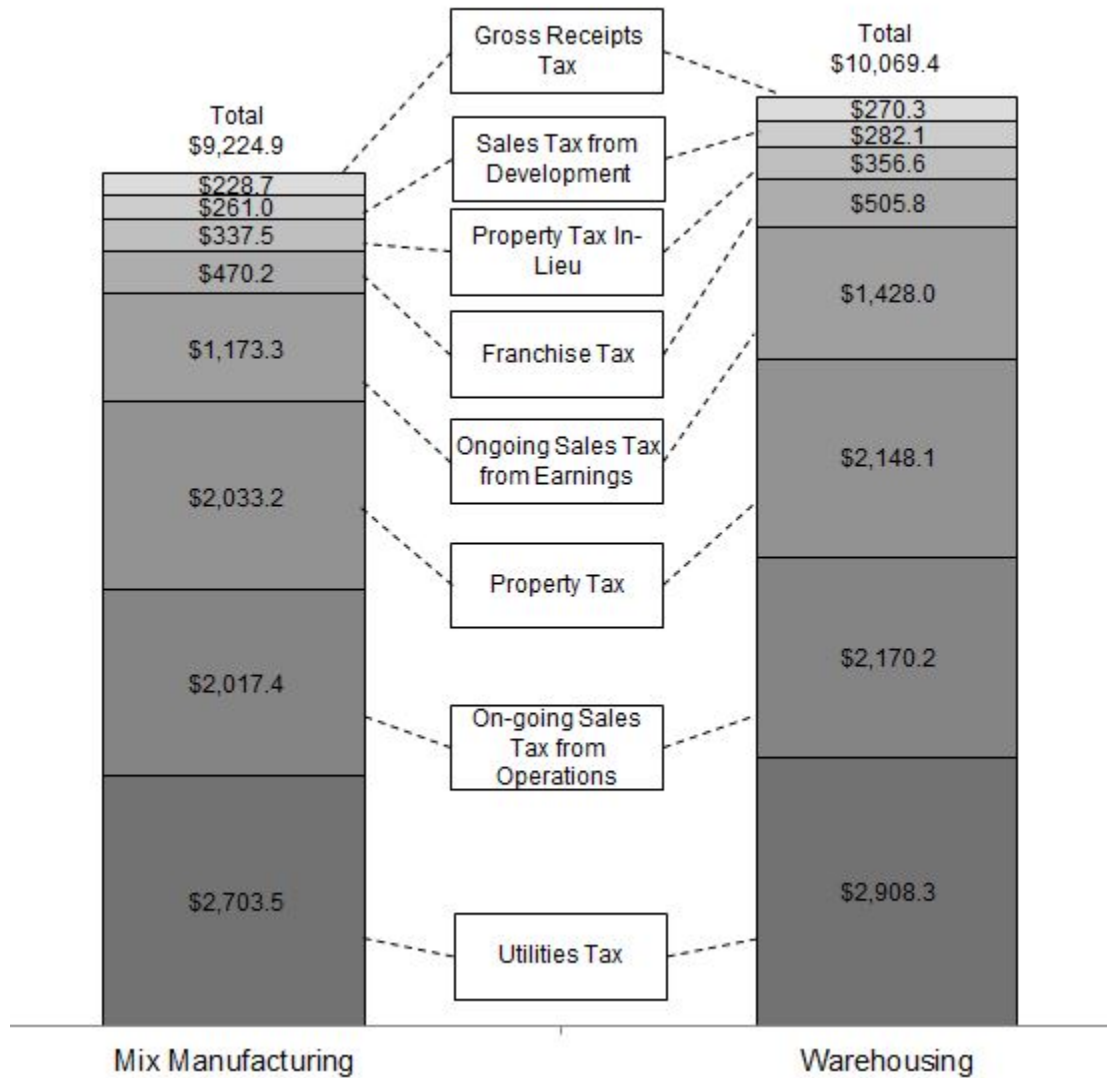 Total
$9,224.9
$228.7
$261.0
$337.5
$470.2
$1,173.3
$2,033.2
$2,017.4
$2,703.5
Mix Manufacturing
Gross Receipts
Tax
Sales Tax from
Development
Property Tax In-
Lieu
Franchise Tax
Ongoing Sales Tax
from Earnings
Property Tax
On-going Sales
Tax from
Operations
Utilities Tax
Total
$10,069.4
$270.3
$282.1
$356.6
$505.8
$1,428.0
$2,148.1
$2,170.2
$2,908.3
Warehousing